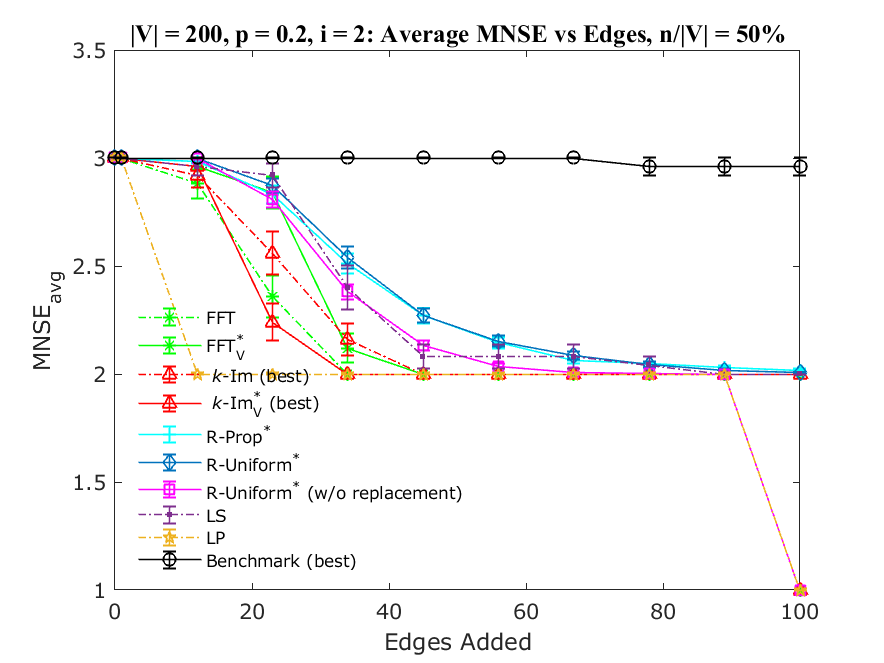 |V| = 200, p = 0.2, i = 2: Average MNSE vs Edges, n/|V| = 50%
3.5
3
2.5
2
1.5
1
MNSE_avg
FFT
FFT*_V
k-Im (best)
k-Im*_V (best)
R-Prop*
R-Uniform*
R-Uniform* (w/o replacement)
LS
LP
Benchmark (best)
0 20 40 60 80 100
Edges Added